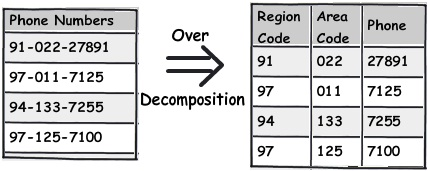 Phone Numbers
91-022-27891
97-011-7125
94-133-7255
97-125-7100
Over
Decomposition
Region Code Area Code Phone
91 022 27891
97 011 7125
94 133 7255
97 125 7100